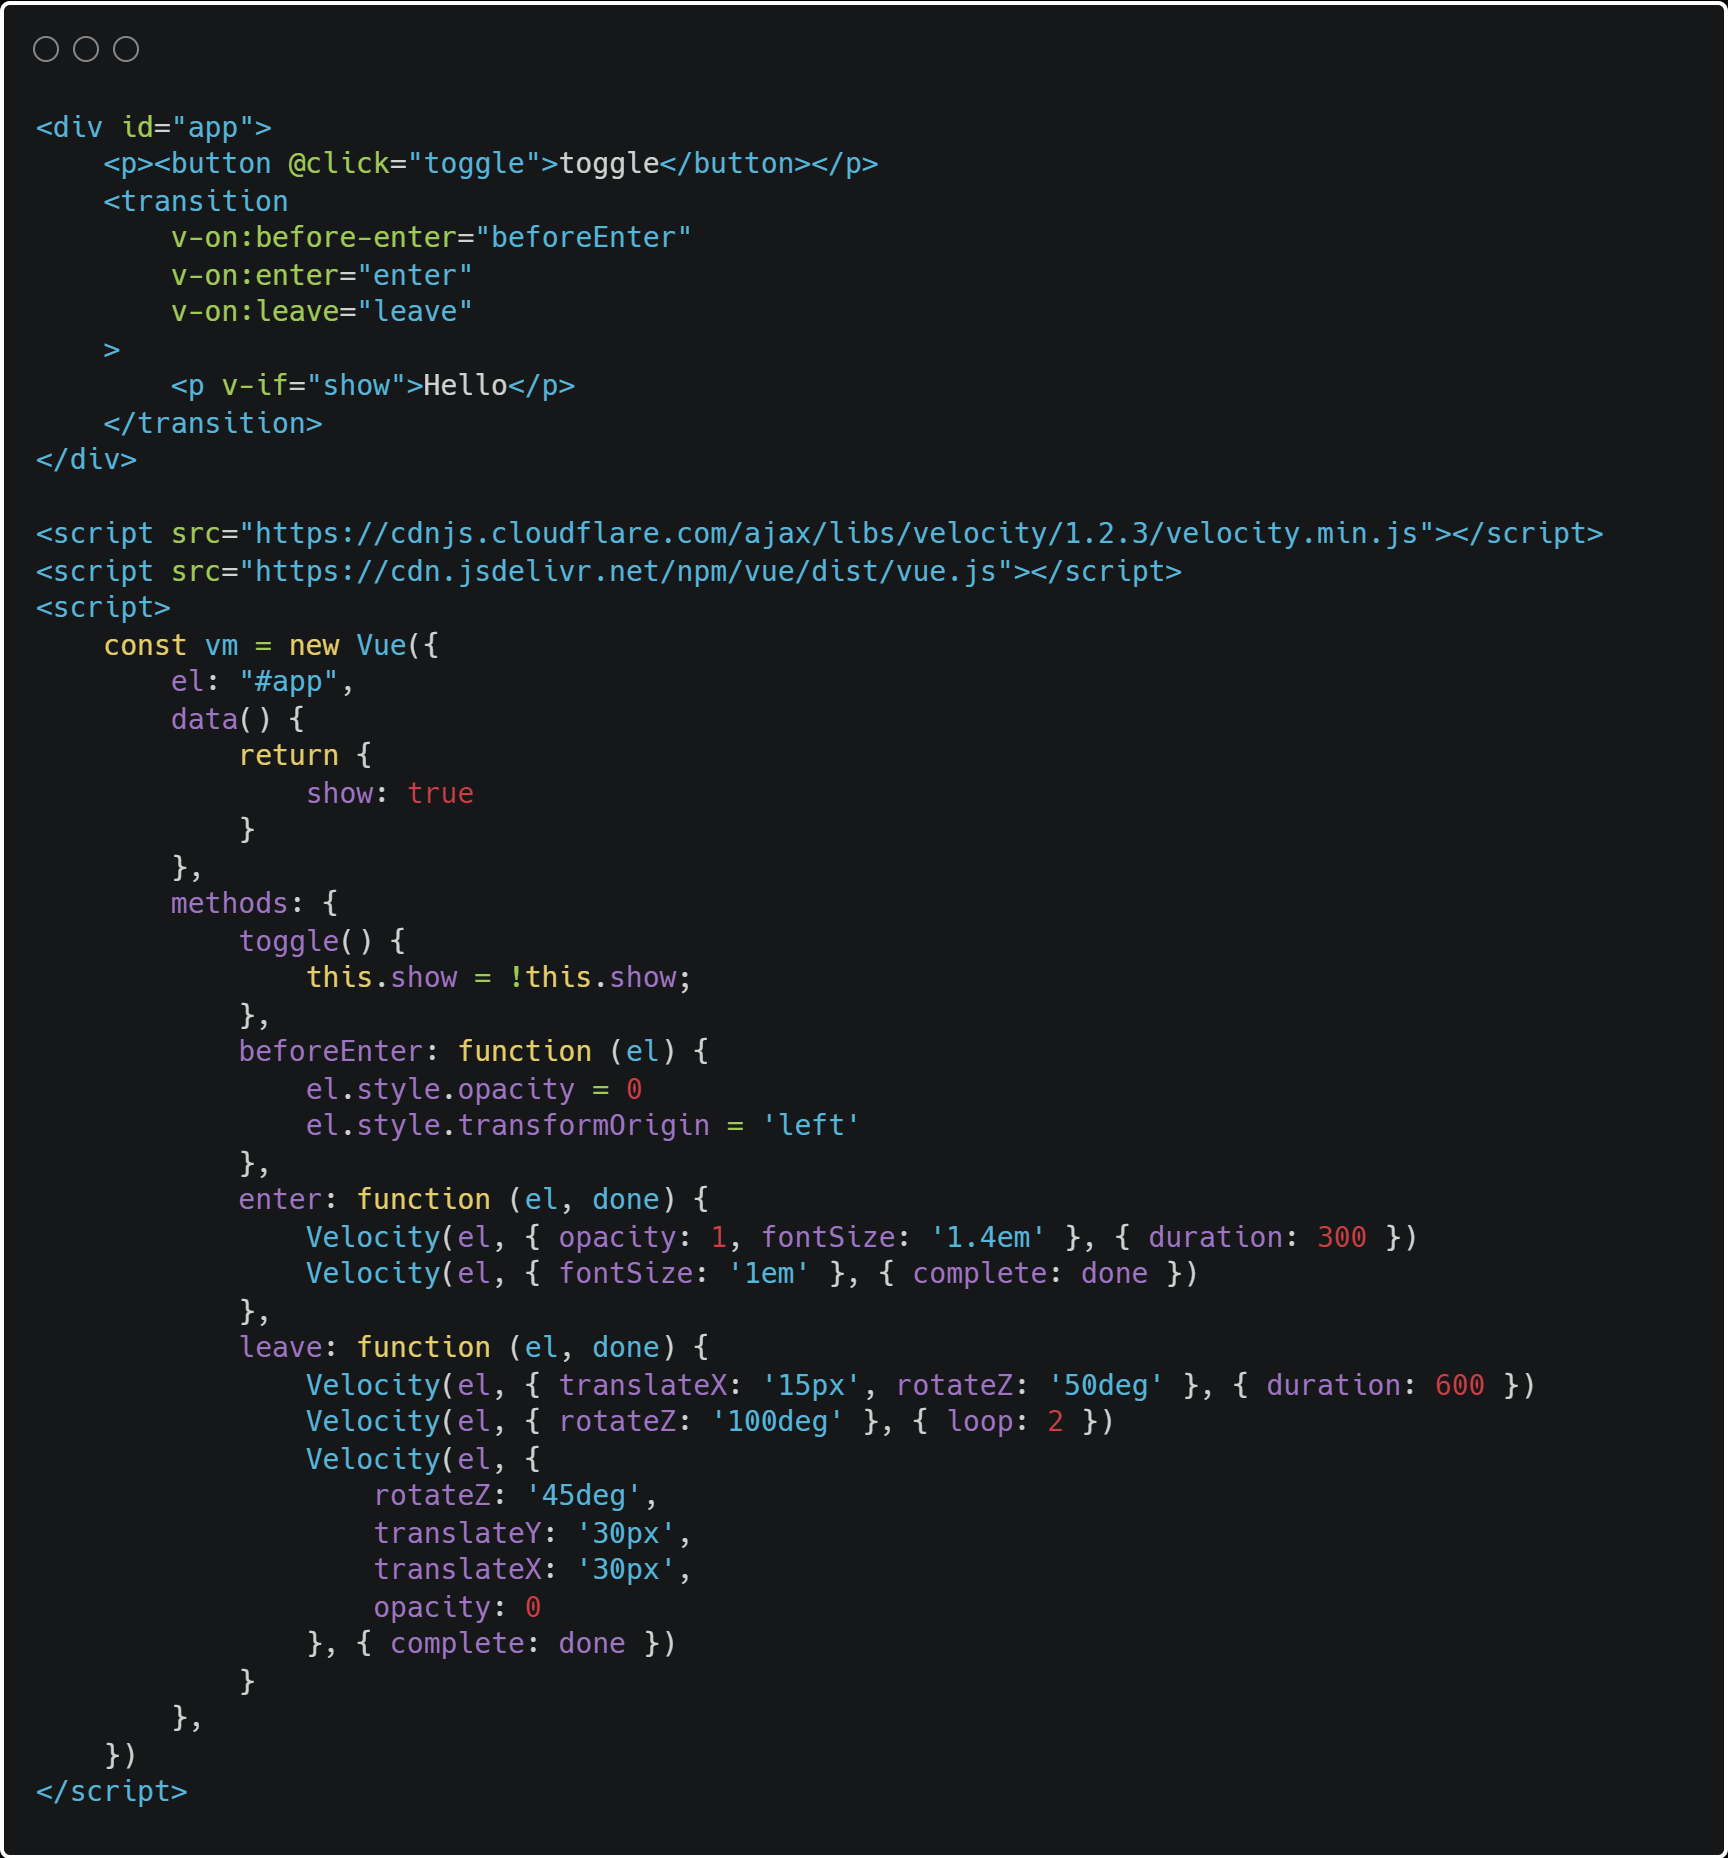 <div id="app">
    <p><button @click="toggle">toggle</button></p>
    <transition
        v-on:before-enter="beforeEnter"
        v-on:enter="enter"
        v-on:leave="leave"
    >
        <p v-if="show">Hello</p>
    </transition>
</div>

<script src="https://cdnjs.cloudflare.com/ajax/libs/velocity/1.2.3/velocity.min.js"></script>
<script src="https://cdn.jsdelivr.net/npm/vue/dist/vue.js"></script>
<script>
    const vm = new Vue({
        el: "#app",
        data() {
            return {
                show: true
            }
        },
        methods: {
            toggle() {
                this.show = !this.show;
            },
            beforeEnter: function (el) {
                el.style.opacity = 0
                el.style.transformOrigin = 'left'
            },
            enter: function (el, done) {
                Velocity(el, { opacity: 1, fontSize: '1.4em' }, { duration: 300 })
                Velocity(el, { fontSize: '1em' }, { complete: done })
            },
            leave: function (el, done) {
                Velocity(el, { translateX: '15px', rotateZ: '50deg' }, { duration: 600 })
                Velocity(el, { rotateZ: '100deg' }, { loop: 2 })
                Velocity(el, {
                    rotateZ: '45deg',
                    translateY: '30px',
                    translateX: '30px',
                    opacity: 0
                }, { complete: done })
            }
        },
    })
</script>